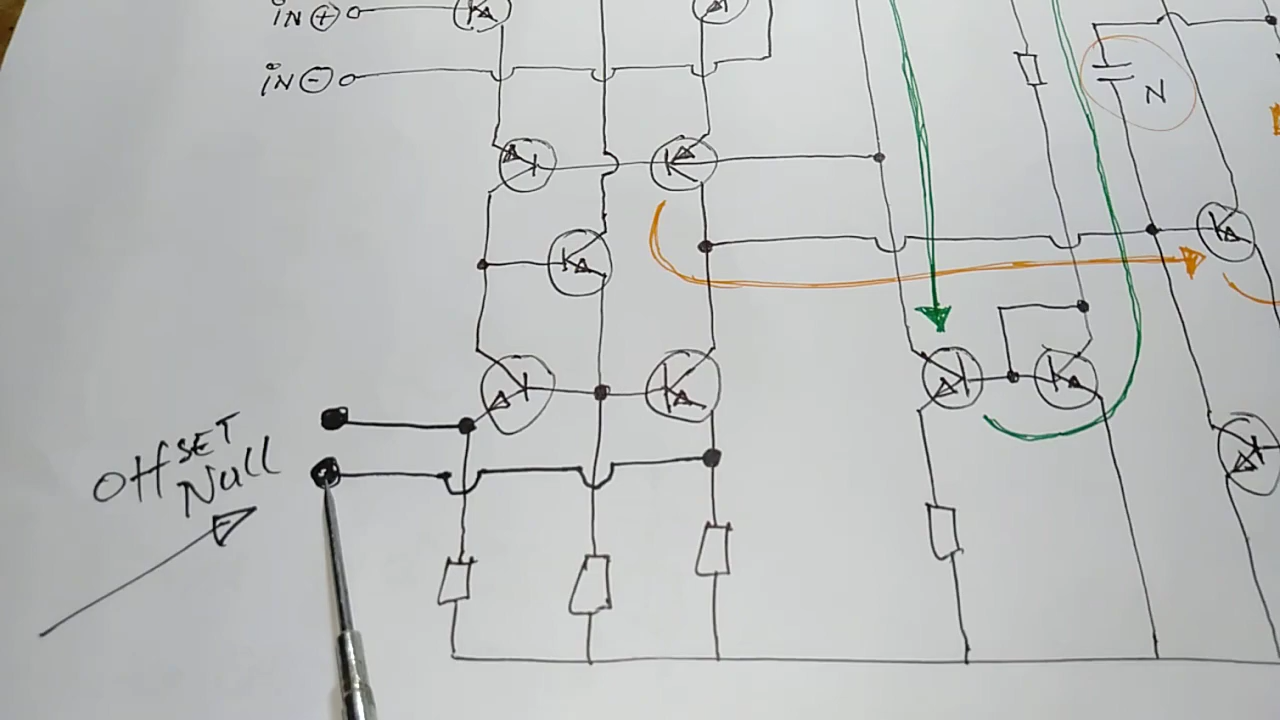 iN ⊕
iN ⊖
N
OffSET
Null